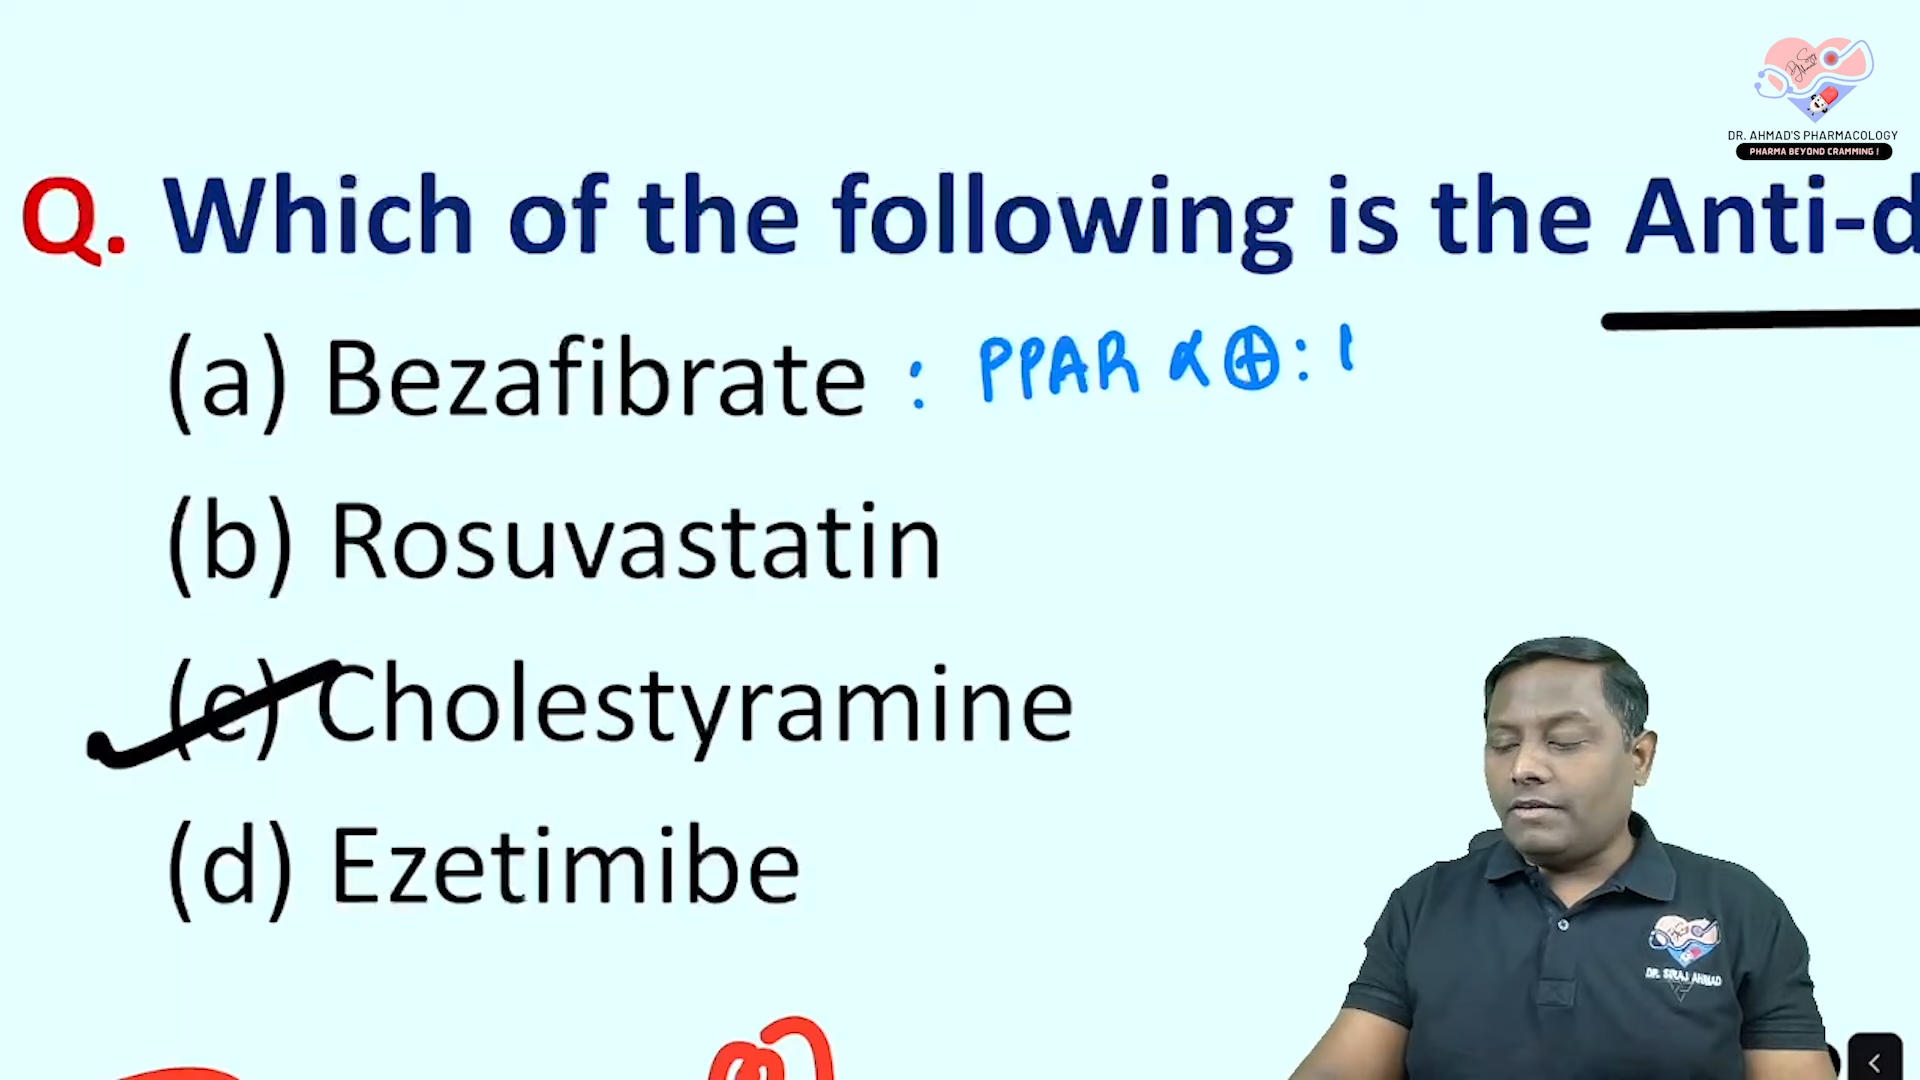 DR. AHMAD'S PHARMACOLOGY
PHARMA BEYOND CRAMMING !
Q. Which of the following is the Anti-d
(a) Bezafibrate : PPAR α ⊕ : l
(b) Rosuvastatin
(c) Cholestyramine
(d) Ezetimibe
DR. SIRAJ AHMAD